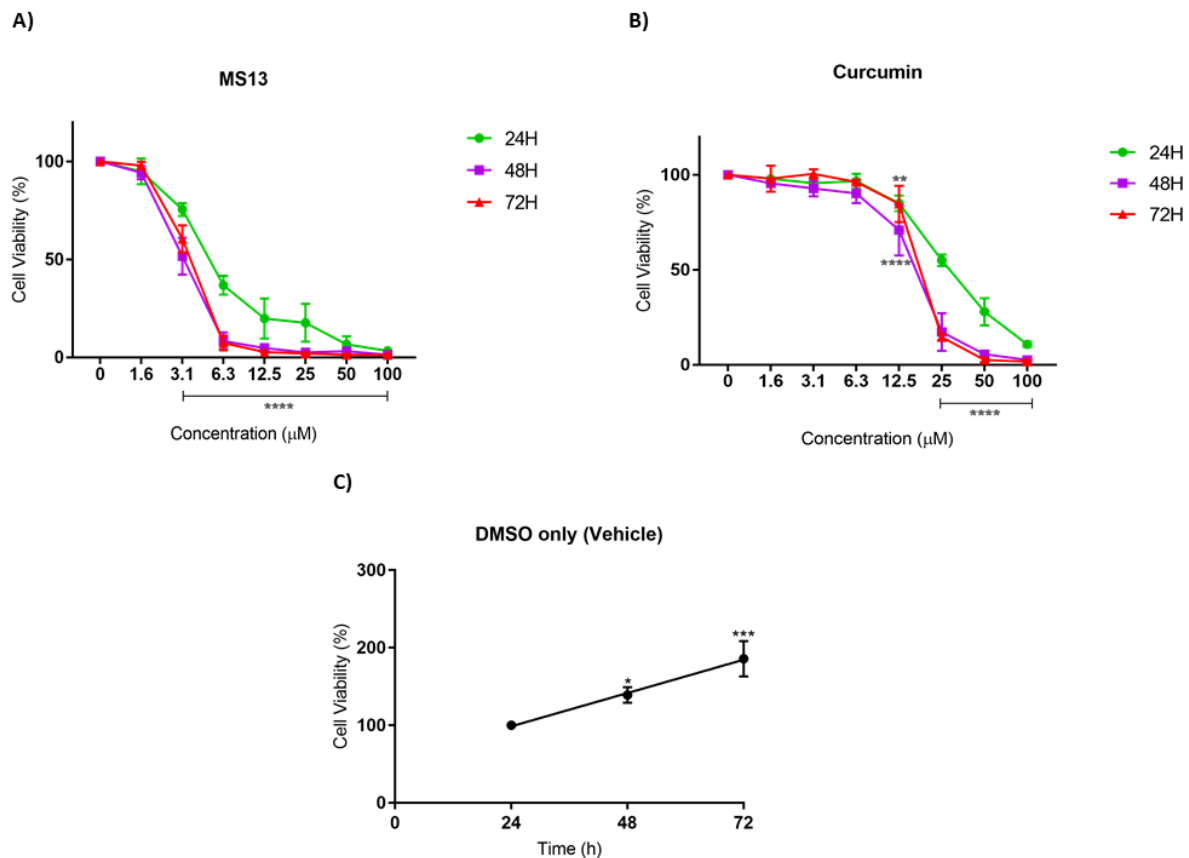 A)
MS13
24H
48H
72H
Cell Viability (%)
100
50
0
0 1.6 3.1 6.3 12.5 25 50 100
****
Concentration (μM)
B)
Curcumin
24H
48H
72H
Cell Viability (%)
100
50
0
**
****
0 1.6 3.1 6.3 12.5 25 50 100
****
Concentration (μM)
C)
DMSO only (Vehicle)
Cell Viability (%)
300
200
100
0
*
***
0 24 48 72
Time (h)